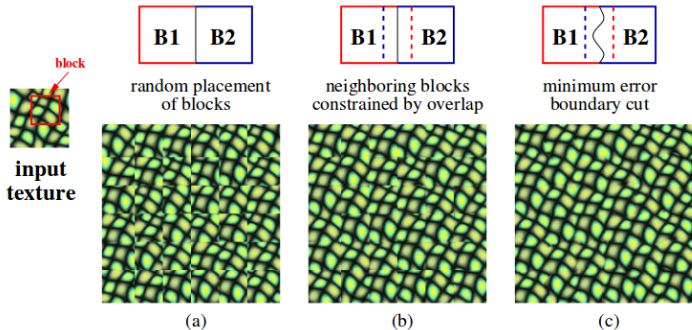 B1 B2
B1 B2
B1 B2
block
input
texture
random placement
of blocks
neighboring blocks
constrained by overlap
minimum error
boundary cut
(a)
(b)
(c)